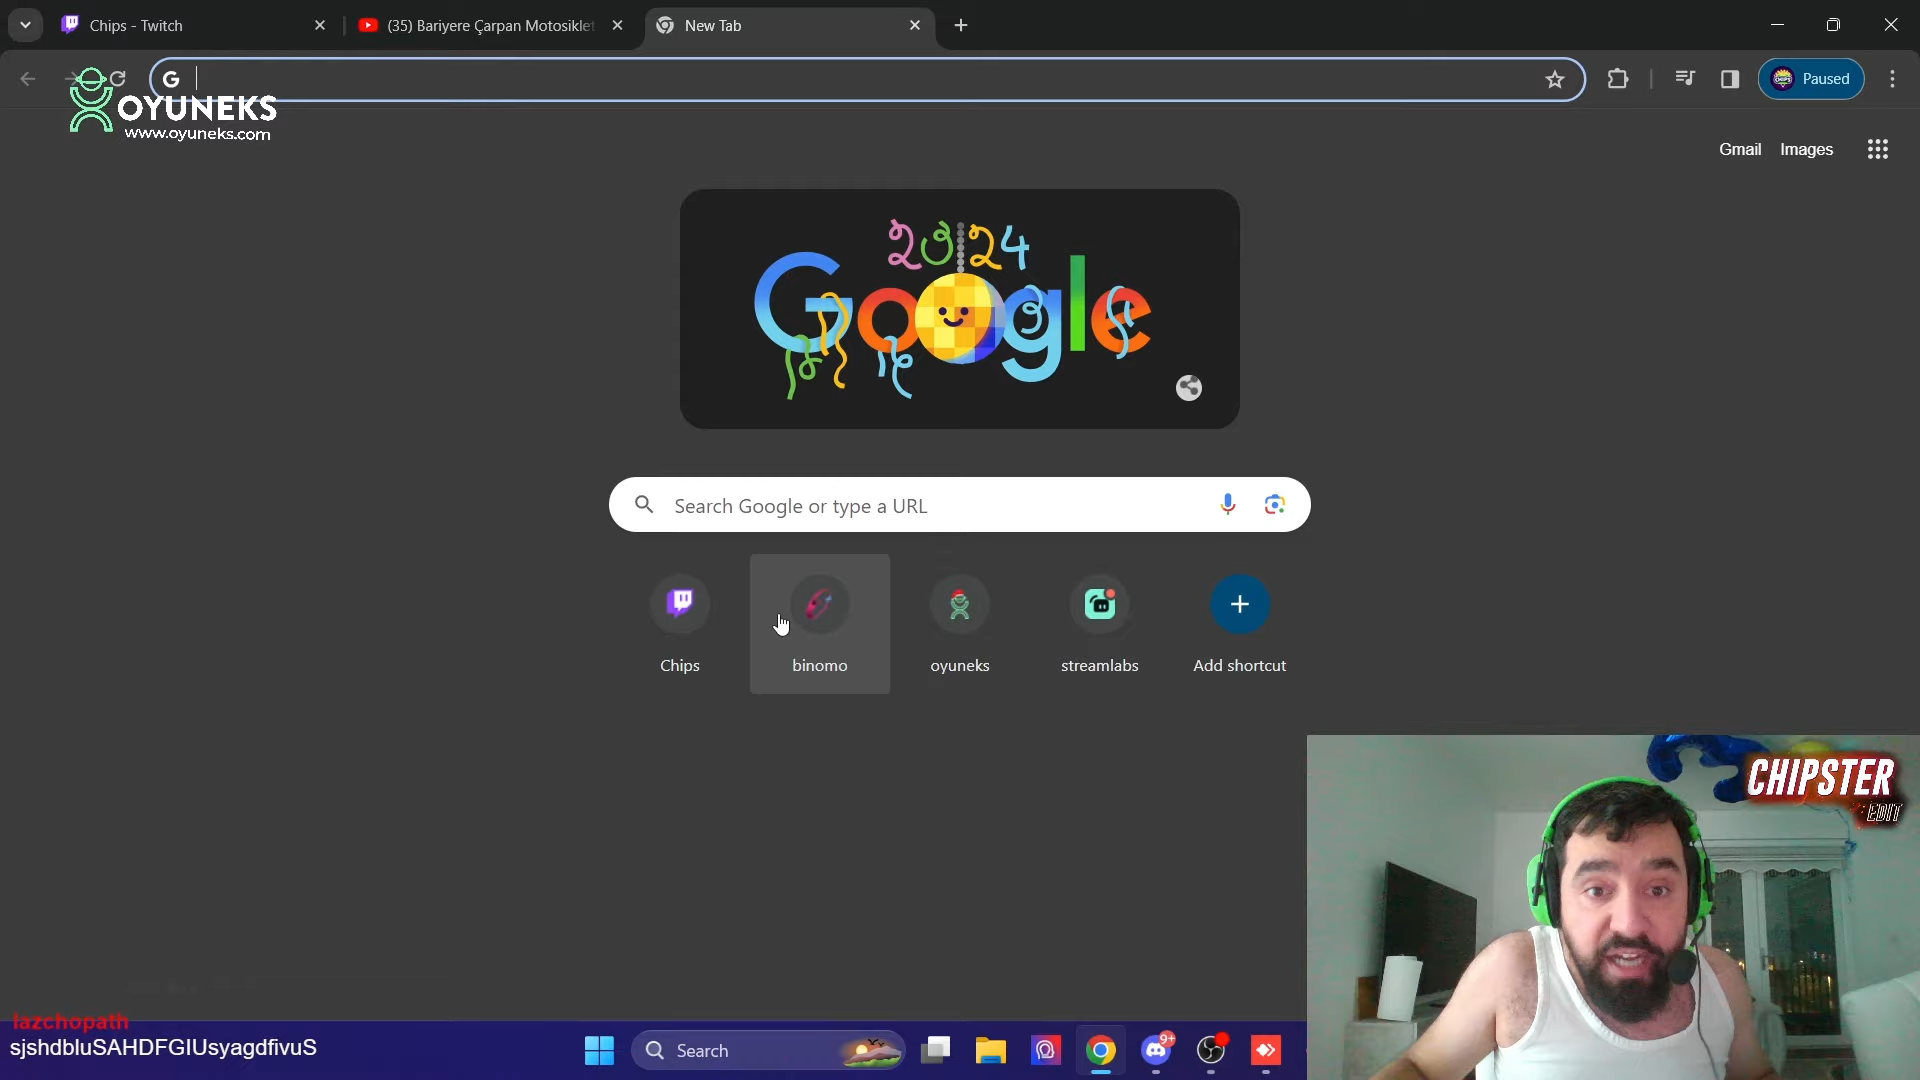 Chips - Twitch
(35) Bariyere Çarpan Motosiklet
New Tab
Paused
OYUNEKS
www.oyuneks.com
Gmail
Images
2024
Google
Search Google or type a URL
Chips
binomo
oyuneks
streamlabs
Add shortcut
CHIPSTER
EDIT
lazchopath
sjshdbluSAHDFGIUsyagdfivuS
Search
9+